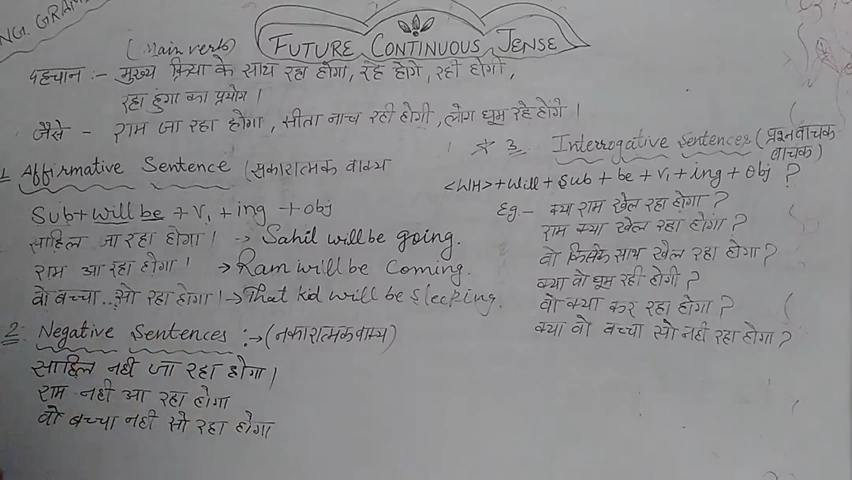 ENG. GRAM
FUTURE CONTINUOUS TENSE
(Main verb)
पहचान :- मुख्य क्रिया के साथ रहा होगा, रहे होगे, रही होगी,
रहा हुंगा का प्रयोग।
जैसे - राम जा रहा होगा, सीता नाच रही होगी, लोग घूम रहे होंगे।
1 Affirmative Sentence (सकारात्मक वाक्य
Sub + will be + V1 + ing + obj
साहिल जा रहा होगा। → Sahil will be going.
राम आ रहा होगा। → Ram will be Coming.
वो बच्चा .. सो रहा होगा। → That kid will be Sleeping.
2: Negative Sentences :→ (नकारात्मक वाक्य)
साहिल नही जा रहा होगा।
राम नही आ रहा होगा
वो बच्चा नही सो रहा होगा
3 Interrogative Sentences (प्रश्नवाचक
वाचक)
<WH> + will + Sub + be + V1 + ing + obj ?
Eg:- क्या राम खेल रहा होगा?
राम क्या खेल रहा होगा?
वो किसके साथ खेल रहा होगा?
क्या वो घूम रही होगी?
वो क्या कर रहा होगा?
क्या वो बच्चा सो नही रहा होगा?